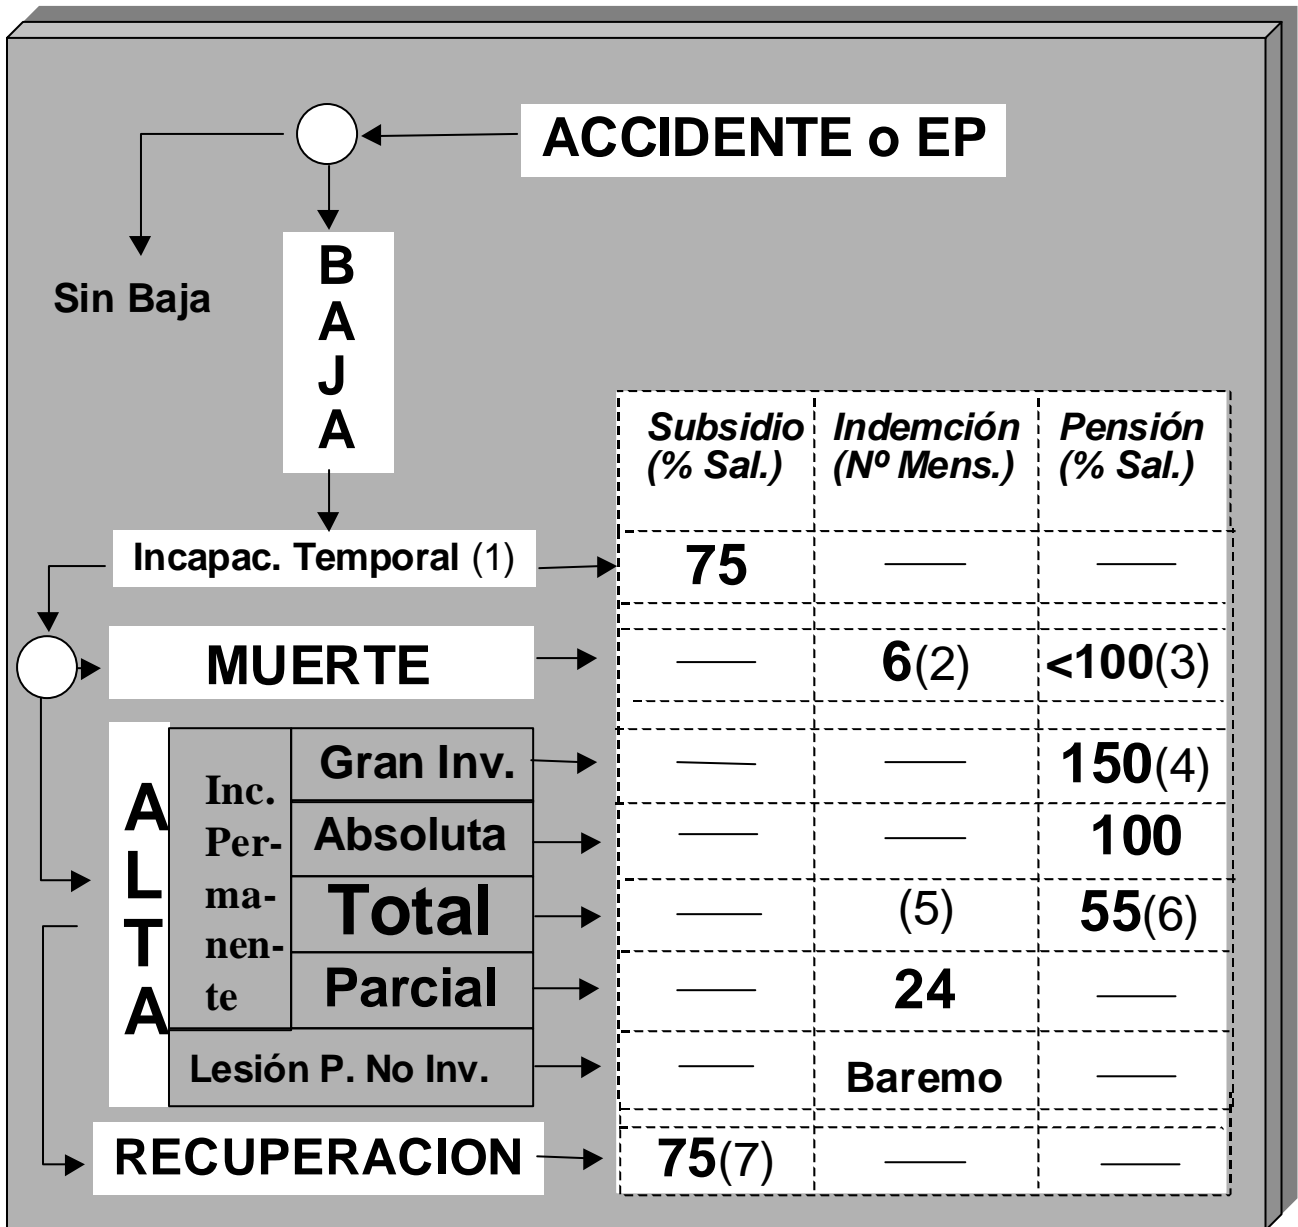 ACCIDENTE o EP
Sin Baja
B
A
J
A
Subsidio Indemción Pensión
(% Sal.) (Nº Mens.) (% Sal.)
Incapac. Temporal (1) 75 — —
MUERTE — 6(2) <100(3)
A
L
T
A
Inc.
Per-
ma-
nen-
te
Gran Inv. — — 150(4)
Absoluta — — 100
Total — (5) 55(6)
Parcial — 24 —
Lesión P. No Inv. — Baremo —
RECUPERACION 75(7) — —